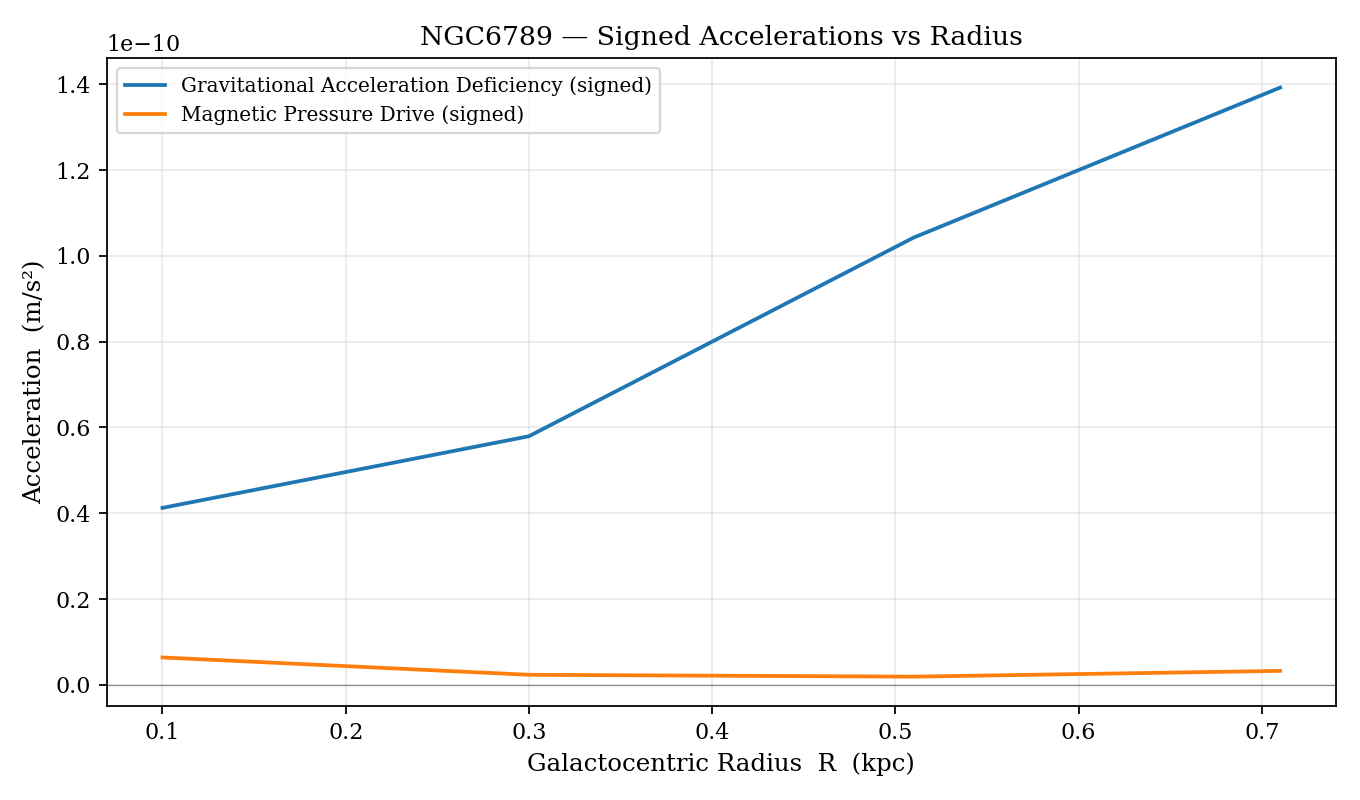 NGC6789 — Signed Accelerations vs Radius
1e−10
Gravitational Acceleration Deficiency (signed)
Magnetic Pressure Drive (signed)
1.4
1.2
1.0
0.8
0.6
0.4
0.2
0.0
Acceleration (m/s²)
0.1 0.2 0.3 0.4 0.5 0.6 0.7
Galactocentric Radius R (kpc)